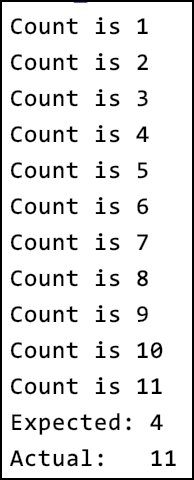 Count is 1
Count is 2
Count is 3
Count is 4
Count is 5
Count is 6
Count is 7
Count is 8
Count is 9
Count is 10
Count is 11
Expected: 4
Actual:   11